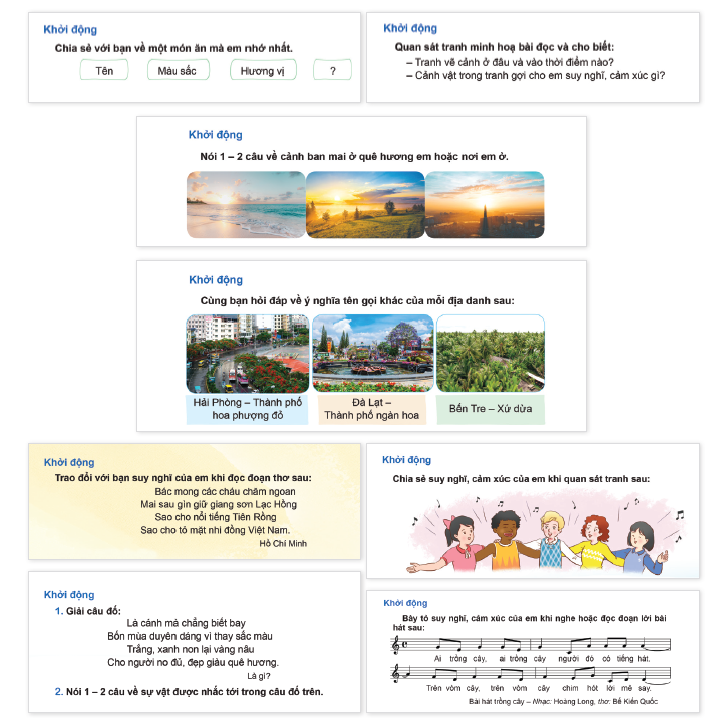 Khởi động
Chia sẻ với bạn về một món ăn mà em nhớ nhất.
Tên
Màu sắc
Hương vị
?
Khởi động
Quan sát tranh minh hoạ bài đọc và cho biết:
– Tranh vẽ cảnh ở đâu và vào thời điểm nào?
– Cảnh vật trong tranh gợi cho em suy nghĩ, cảm xúc gì?
Khởi động
Nói 1 – 2 câu về cảnh ban mai ở quê hương em hoặc nơi em ở.
Khởi động
Cùng bạn hỏi đáp về ý nghĩa tên gọi khác của mỗi địa danh sau:
Hải Phòng – Thành phố
hoa phượng đỏ
Đà Lạt –
Thành phố ngàn hoa
Bến Tre – Xứ dừa
Khởi động
Trao đổi với bạn suy nghĩ của em khi đọc đoạn thơ sau:
Bác mong các cháu chăm ngoan
Mai sau gìn giữ giang sơn Lạc Hồng
Sao cho nổi tiếng Tiên Rồng
Sao cho tỏ mặt nhi đồng Việt Nam.
Hồ Chí Minh
Khởi động
Chia sẻ suy nghĩ, cảm xúc của em khi quan sát tranh sau:
Khởi động
1. Giải câu đố:
Là cánh mà chẳng biết bay
Bốn mùa duyên dáng vì thay sắc màu
Trắng, xanh non lại vàng nâu
Cho người no đủ, đẹp giàu quê hương.
Là gì?
2. Nói 1 – 2 câu về sự vật được nhắc tới trong câu đố trên.
Khởi động
Bày tỏ suy nghĩ, cảm xúc của em khi nghe hoặc đọc đoạn lời bài
hát sau:
Ai trồng cây, ai trồng cây người đó có tiếng hát.
Trên vòm cây, trên vòm cây chim hót lời mê say.
Bài hát trồng cây – Nhạc: Hoàng Long, thơ: Bế Kiến Quốc